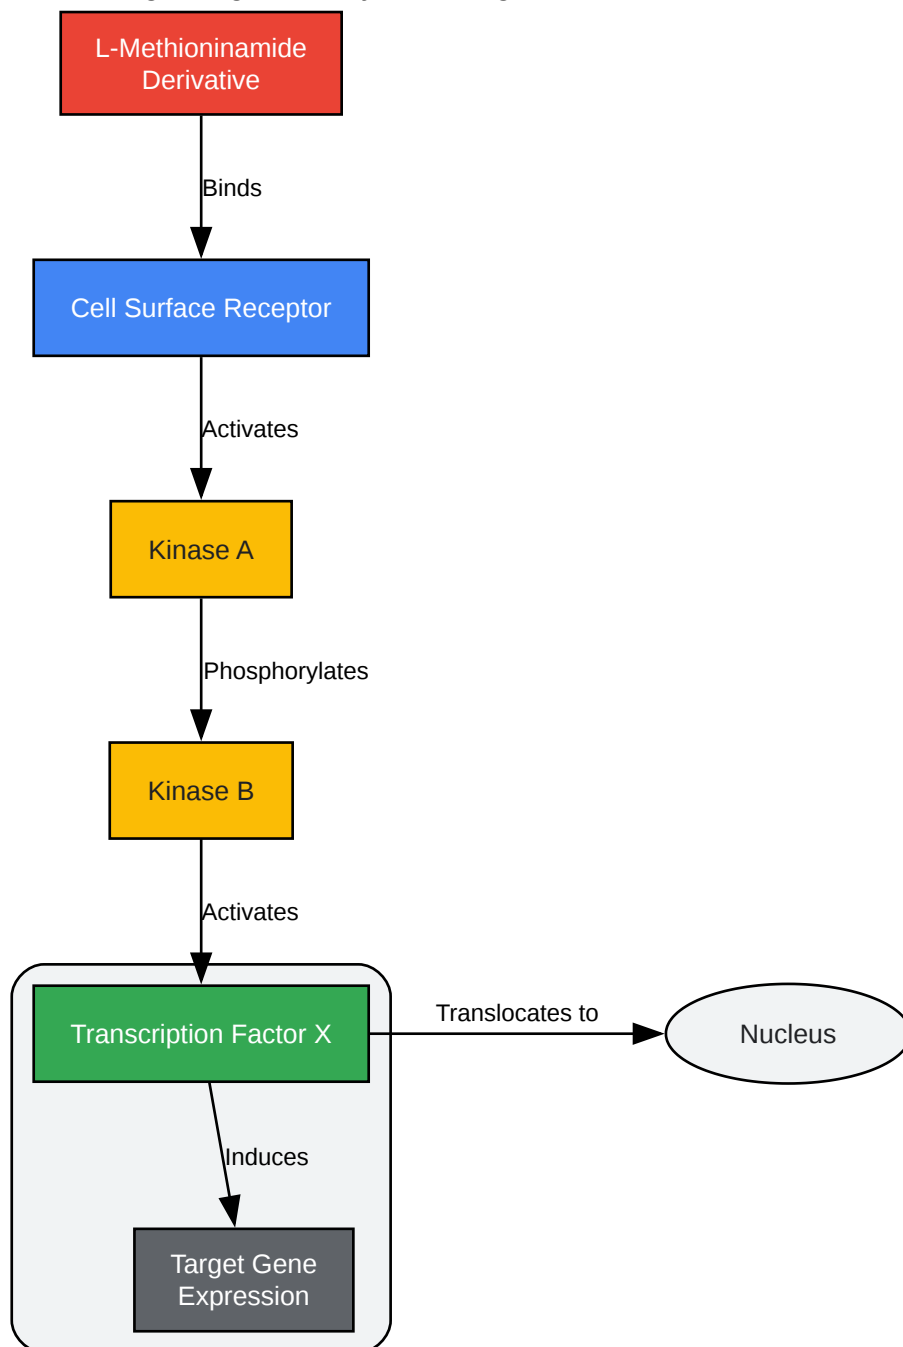 L-Methioninamide
Derivative
Binds
Cell Surface Receptor
Activates
Kinase A
Phosphorylates
Kinase B
Activates
Transcription Factor X
Translocates to
Nucleus
Induces
Target Gene
Expression